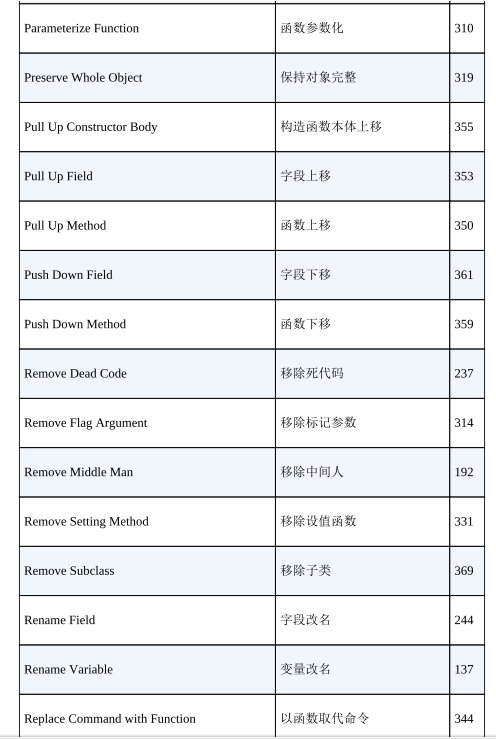 Parameterize Function 函数参数化 310
Preserve Whole Object 保持对象完整 319
Pull Up Constructor Body 构造函数本体上移 355
Pull Up Field 字段上移 353
Pull Up Method 函数上移 350
Push Down Field 字段下移 361
Push Down Method 函数下移 359
Remove Dead Code 移除死代码 237
Remove Flag Argument 移除标记参数 314
Remove Middle Man 移除中间人 192
Remove Setting Method 移除设值函数 331
Remove Subclass 移除子类 369
Rename Field 字段改名 244
Rename Variable 变量改名 137
Replace Command with Function 以函数取代命令 344